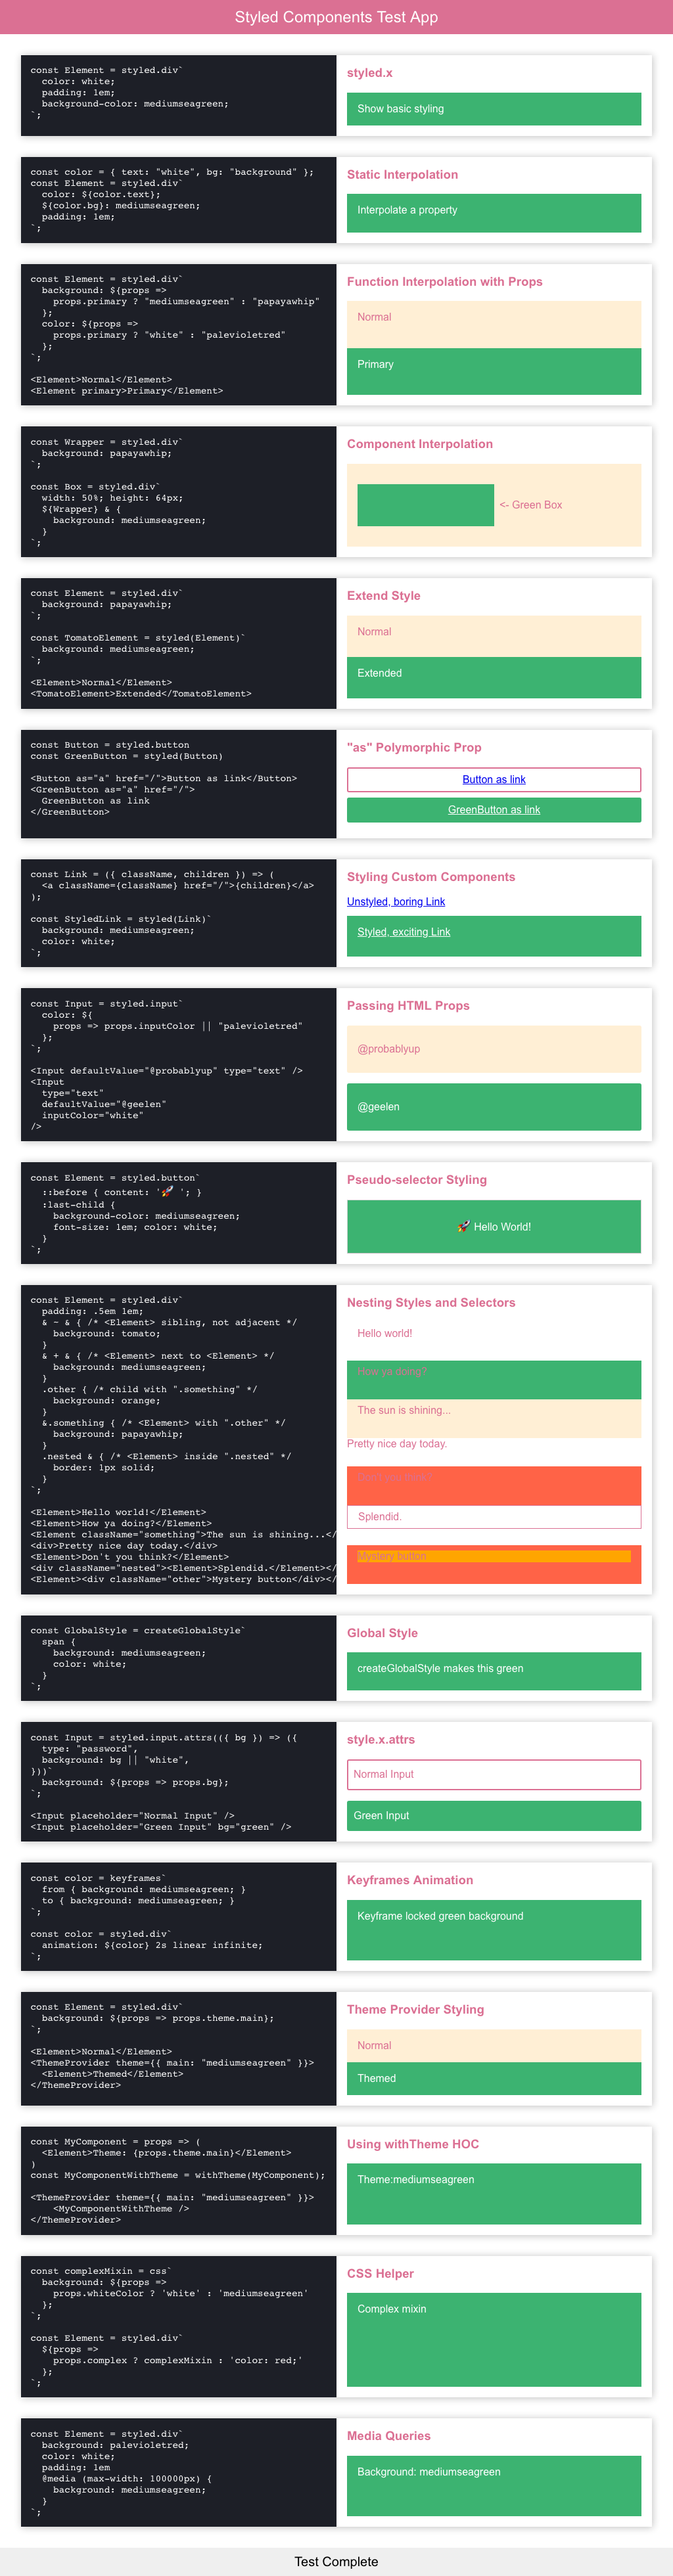 Styled Components Test App
const Element = styled.div`
  color: white;
  padding: 1em;
  background-color: mediumseagreen;
`;
styled.x
Show basic styling
const color = { text: "white", bg: "background" };
const Element = styled.div`
  color: ${color.text};
  ${color.bg}: mediumseagreen;
  padding: 1em;
`;
Static Interpolation
Interpolate a property
const Element = styled.div`
  background: ${props =>
    props.primary ? "mediumseagreen" : "papayawhip"
  };
  color: ${props =>
    props.primary ? "white" : "palevioletred"
  };
`;
<Element>Normal</Element>
<Element primary>Primary</Element>
Function Interpolation with Props
Normal
Primary
const Wrapper = styled.div`
  background: papayawhip;
`;
const Box = styled.div`
  width: 50%; height: 64px;
  ${Wrapper} & {
    background: mediumseagreen;
  }
`;
Component Interpolation
<- Green Box
const Element = styled.div`
  background: papayawhip;
`;
const TomatoElement = styled(Element)`
  background: mediumseagreen;
`;
<Element>Normal</Element>
<TomatoElement>Extended</TomatoElement>
Extend Style
Normal
Extended
const Button = styled.button
const GreenButton = styled(Button)
<Button as="a" href="/">Button as link</Button>
<GreenButton as="a" href="/">
  GreenButton as link
</GreenButton>
"as" Polymorphic Prop
Button as link
GreenButton as link
const Link = ({ className, children }) => (
  <a className={className} href="/">{children}</a>
);
const StyledLink = styled(Link)`
  background: mediumseagreen;
  color: white;
`;
Styling Custom Components
Unstyled, boring Link
Styled, exciting Link
const Input = styled.input`
  color: ${
    props => props.inputColor || "palevioletred"
  };
`;
<Input defaultValue="@probablyup" type="text" />
<Input
  type="text"
  defaultValue="@geelen"
  inputColor="white"
/>
Passing HTML Props
@probablyup
@geelen
const Element = styled.button`
  ::before { content: '🚀 '; }
  :last-child {
    background-color: mediumseagreen;
    font-size: 1em; color: white;
  }
`;
Pseudo-selector Styling
🚀 Hello World!
const Element = styled.div`
  padding: .5em 1em;
  & ~ & { /* <Element> sibling, not adjacent */
    background: tomato;
  }
  & + & { /* <Element> next to <Element> */
    background: mediumseagreen;
  }
  .other { /* child with ".something" */
    background: orange;
  }
  &.something { /* <Element> with ".other" */
    background: papayawhip;
  }
  .nested & { /* <Element> inside ".nested" */
    border: 1px solid;
  }
`;
<Element>Hello world!</Element>
<Element>How ya doing?</Element>
<Element className="something">The sun is shining...</
<div>Pretty nice day today.</div>
<Element>Don't you think?</Element>
<div className="nested"><Element>Splendid.</Element></
<Element><div className="other">Mystery button</div></
Nesting Styles and Selectors
Hello world!
How ya doing?
The sun is shining...
Pretty nice day today.
Don't you think?
Splendid.
Mystery button
const GlobalStyle = createGlobalStyle`
  span {
    background: mediumseagreen;
    color: white;
  }
`;
Global Style
createGlobalStyle makes this green
const Input = styled.input.attrs(({ bg }) => ({
  type: "password",
  background: bg || "white",
}))`
  background: ${props => props.bg};
`;
<Input placeholder="Normal Input" />
<Input placeholder="Green Input" bg="green" />
style.x.attrs
Normal Input
Green Input
const color = keyframes`
  from { background: mediumseagreen; }
  to { background: mediumseagreen; }
`;
const color = styled.div`
  animation: ${color} 2s linear infinite;
`;
Keyframes Animation
Keyframe locked green background
const Element = styled.div`
  background: ${props => props.theme.main};
`;
<Element>Normal</Element>
<ThemeProvider theme={{ main: "mediumseagreen" }}>
  <Element>Themed</Element>
</ThemeProvider>
Theme Provider Styling
Normal
Themed
const MyComponent = props => (
  <Element>Theme: {props.theme.main}</Element>
)
const MyComponentWithTheme = withTheme(MyComponent);
<ThemeProvider theme={{ main: "mediumseagreen" }}>
    <MyComponentWithTheme />
</ThemeProvider>
Using withTheme HOC
Theme:mediumseagreen
const complexMixin = css`
  background: ${props =>
    props.whiteColor ? 'white' : 'mediumseagreen'
  };
`;
const Element = styled.div`
  ${props =>
    props.complex ? complexMixin : 'color: red;'
  };
`;
CSS Helper
Complex mixin
const Element = styled.div`
  background: palevioletred;
  color: white;
  padding: 1em
  @media (max-width: 100000px) {
    background: mediumseagreen;
  }
`;
Media Queries
Background: mediumseagreen
Test Complete